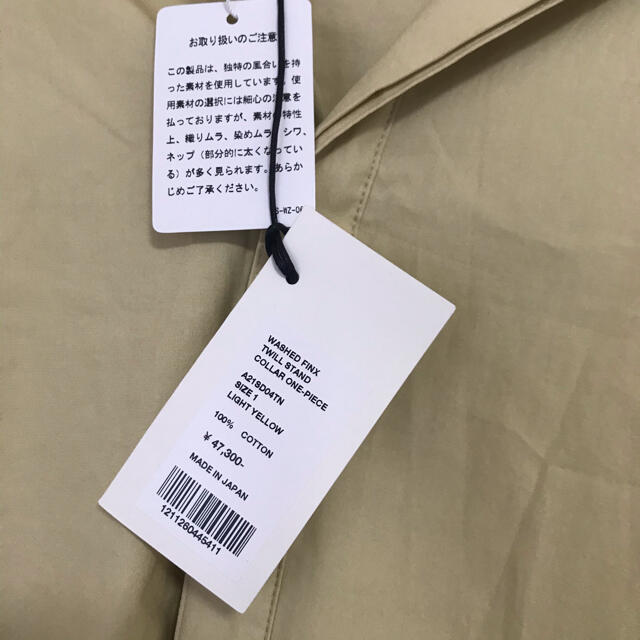 お取り扱いのご注意
この製品は、独特の風合いを持
った素材を使用しています。使
用素材の選択には細心の注意を
払っておりますが、素材の特性
上、織りムラ、染めムラ、シワ、
ネップ（部分的に太くなってい
る）が多く見られます。あらか
じめご了承ください。
S-WZ-06
WASHED FINX
TWILL STAND
COLLAR ONE-PIECE
A21SD04TN
SIZE 1
LIGHT YELLOW
100% COTTON
¥ 47,300-
MADE IN JAPAN
1211260445411